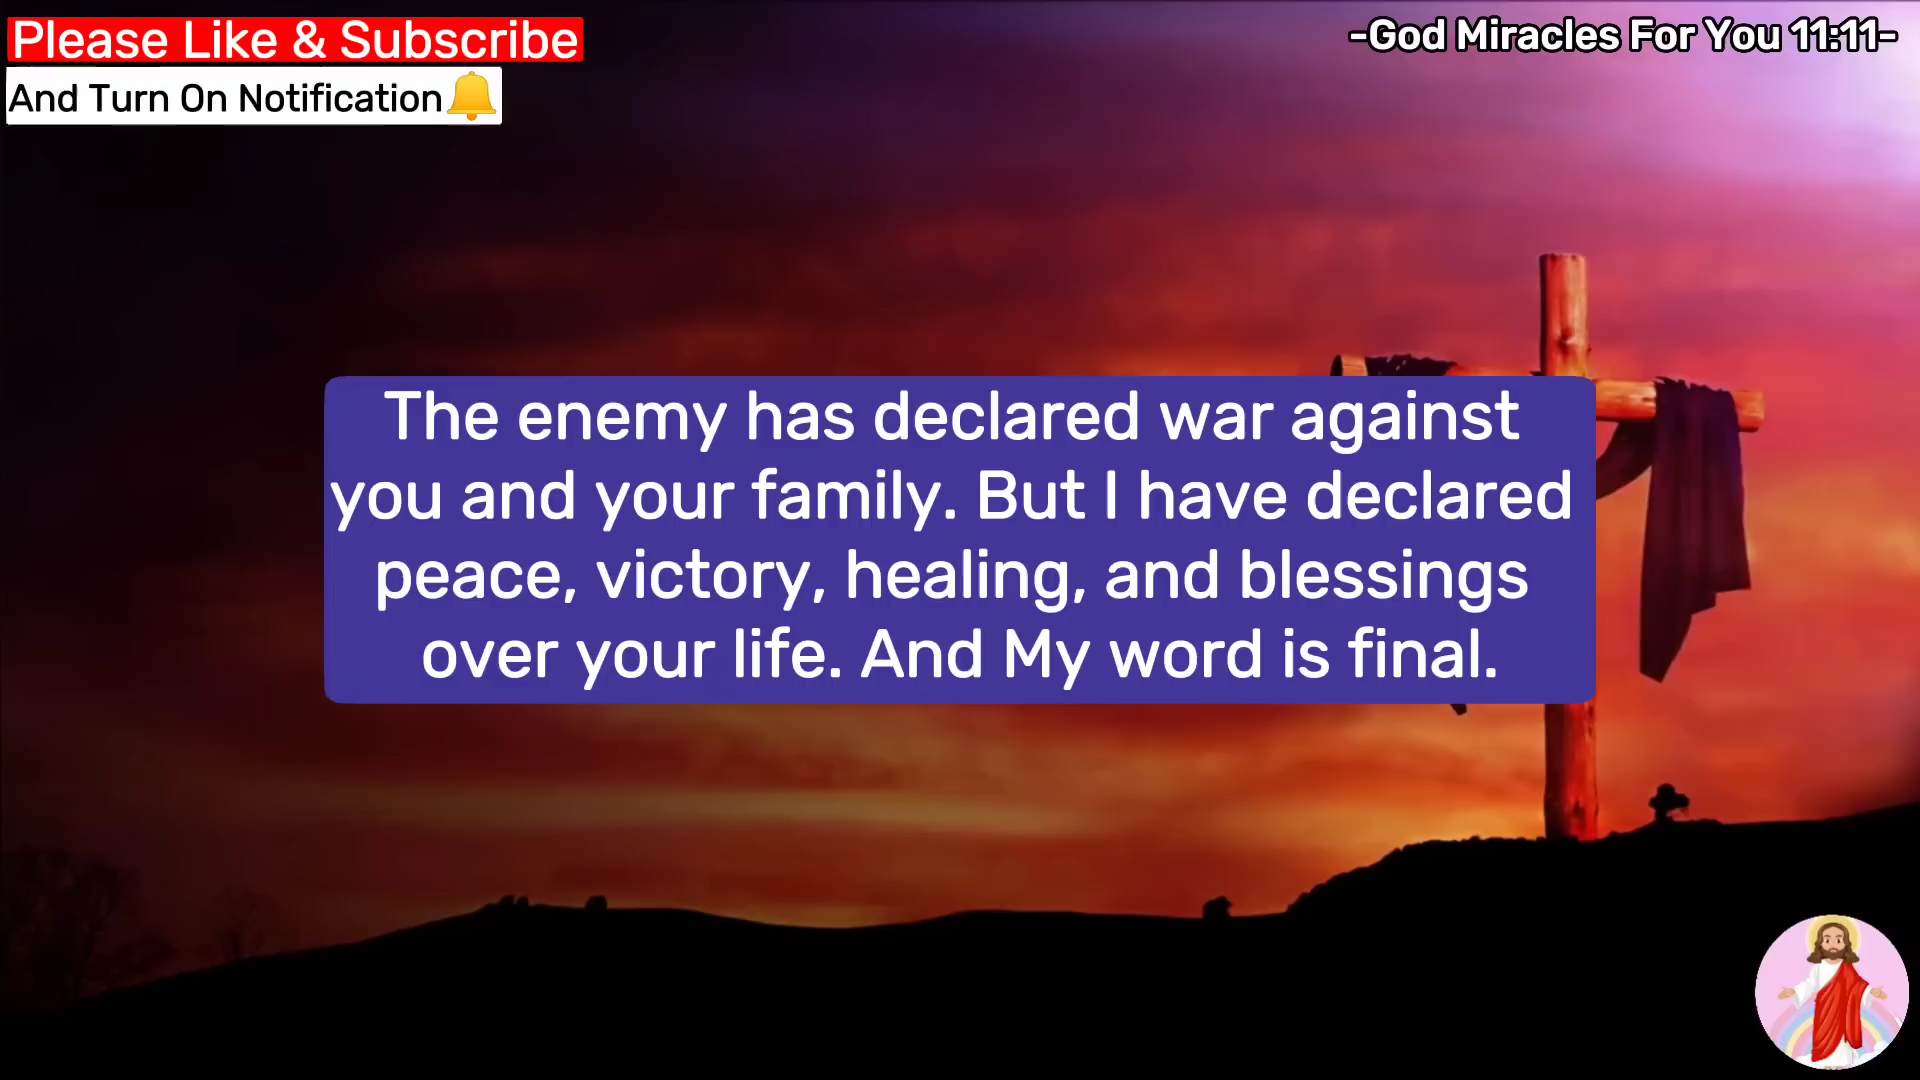 Please Like & Subscribe
And Turn On Notification🔔
-God Miracles For You 11:11-
The enemy has declared war against
you and your family. But I have declared
peace, victory, healing, and blessings
over your life. And My word is final.